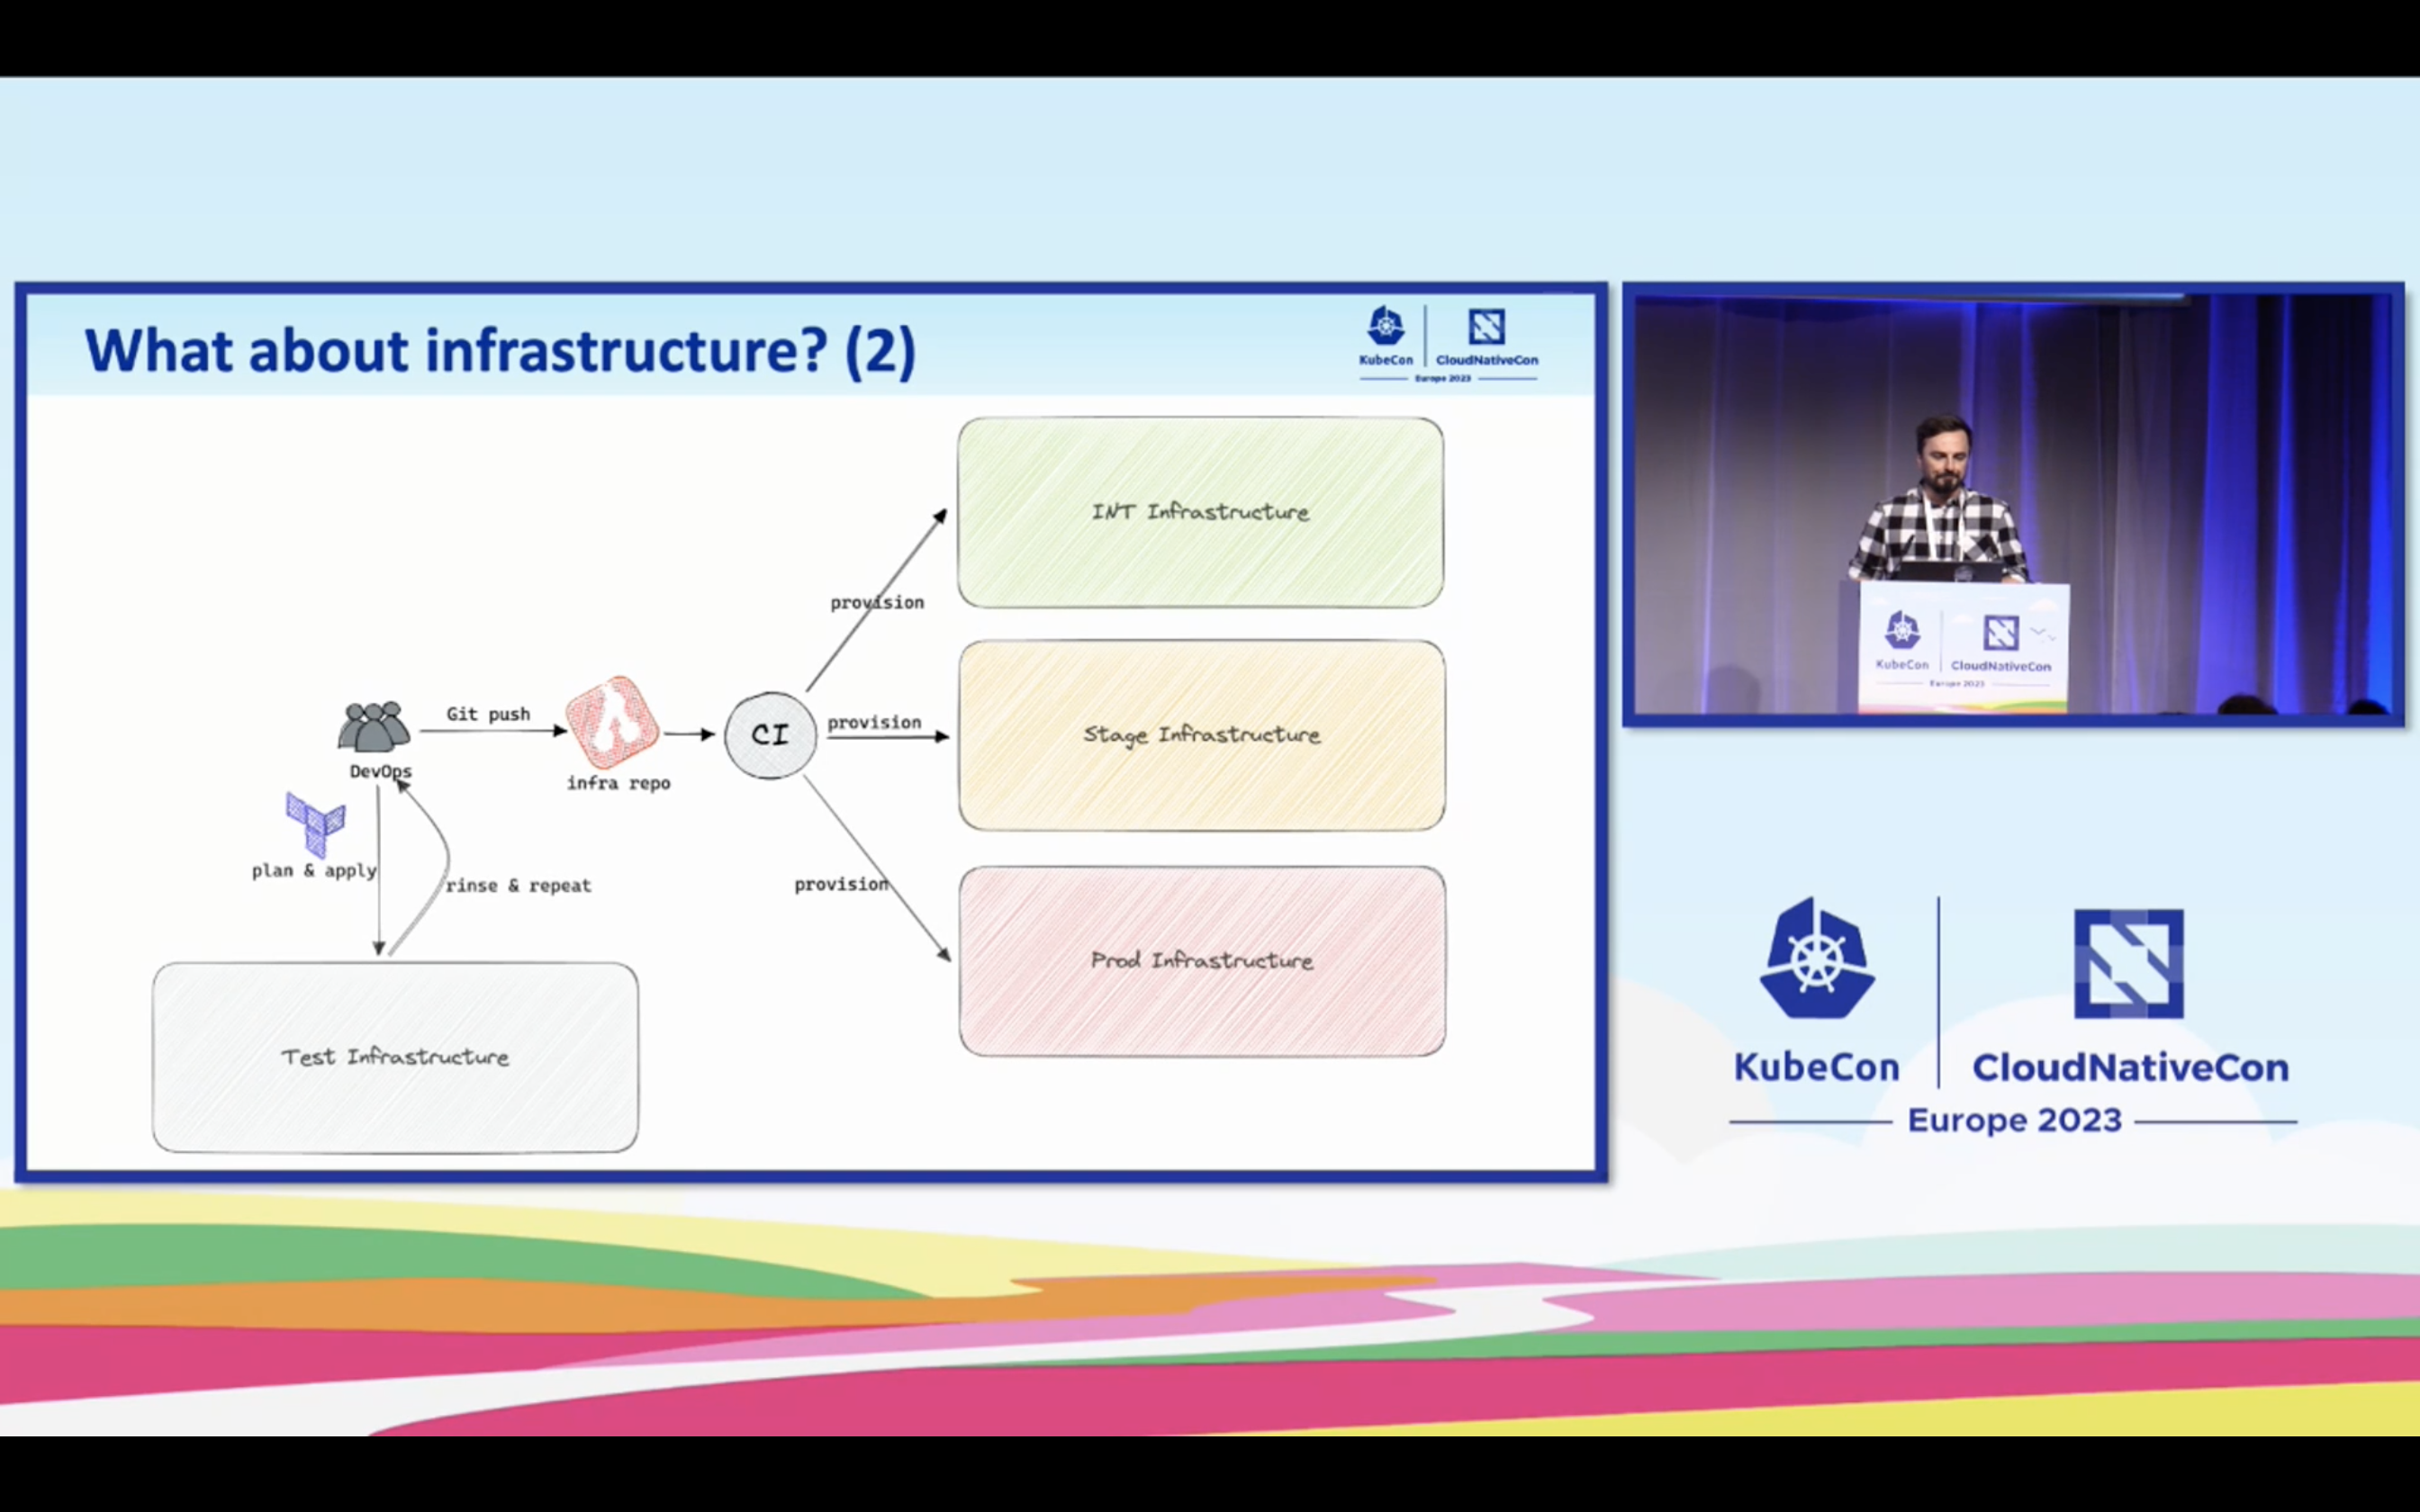 What about infrastructure? (2)
KubeCon
CloudNativeCon
Europe 2023
INT Infrastructure
provision
Git push
CI
provision
Stage Infrastructure
DevOps
infra repo
plan & apply
rinse & repeat
provision
Prod Infrastructure
Test Infrastructure
KubeCon
CloudNativeCon
Europe 2023
KubeCon
CloudNativeCon
Europe 2023